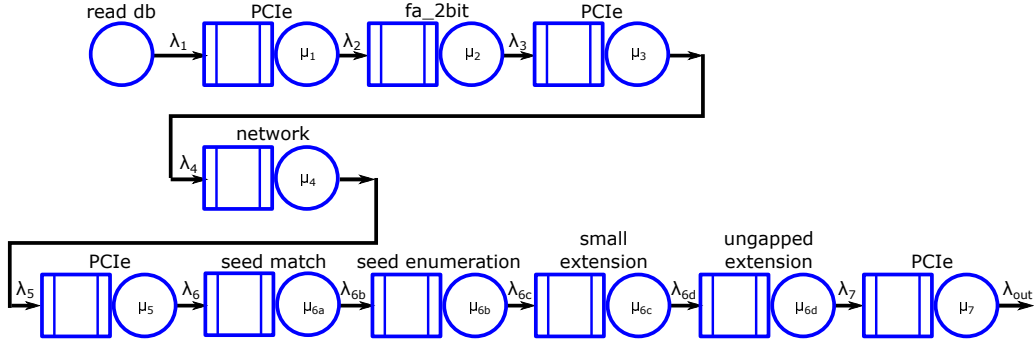 read db PCIe fa_2bit PCIe
λ1 μ1 λ2 μ2 λ3 μ3
network
λ4 μ4
small ungapped
PCIe seed match seed enumeration extension extension PCIe
λ5 μ5 λ6 μ6a λ6b μ6b λ6c μ6c λ6d μ6d λ7 μ7 λout